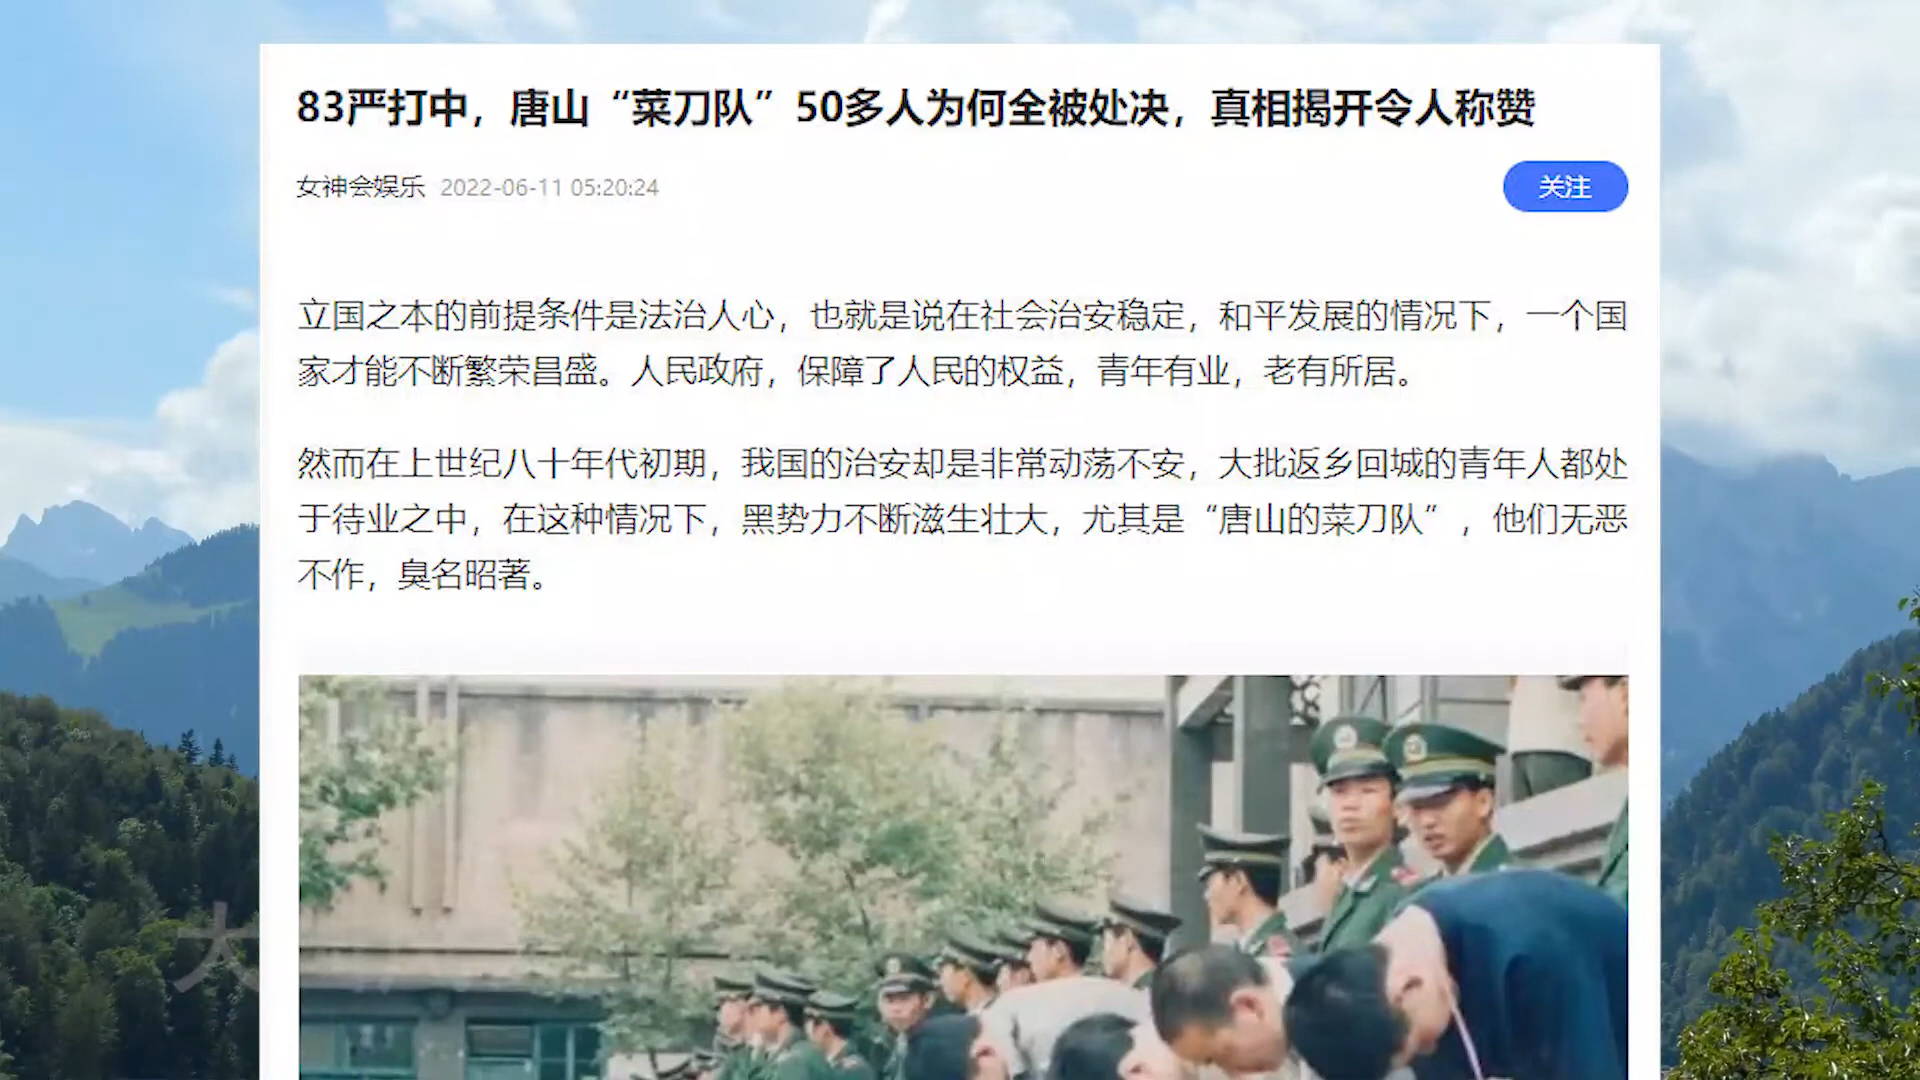 83严打中，唐山“菜刀队”50多人为何全被处决，真相揭开令人称赞
女神会娱乐 2022-06-11 05:20:24
关注
立国之本的前提条件是法治人心，也就是说在社会治安稳定，和平发展的情况下，一个国
家才能不断繁荣昌盛。人民政府，保障了人民的权益，青年有业，老有所居。
然而在上世纪八十年代初期，我国的治安却是非常动荡不安，大批返乡回城的青年人都处
于待业之中，在这种情况下，黑势力不断滋生壮大，尤其是“唐山的菜刀队”，他们无恶
不作，臭名昭著。
大